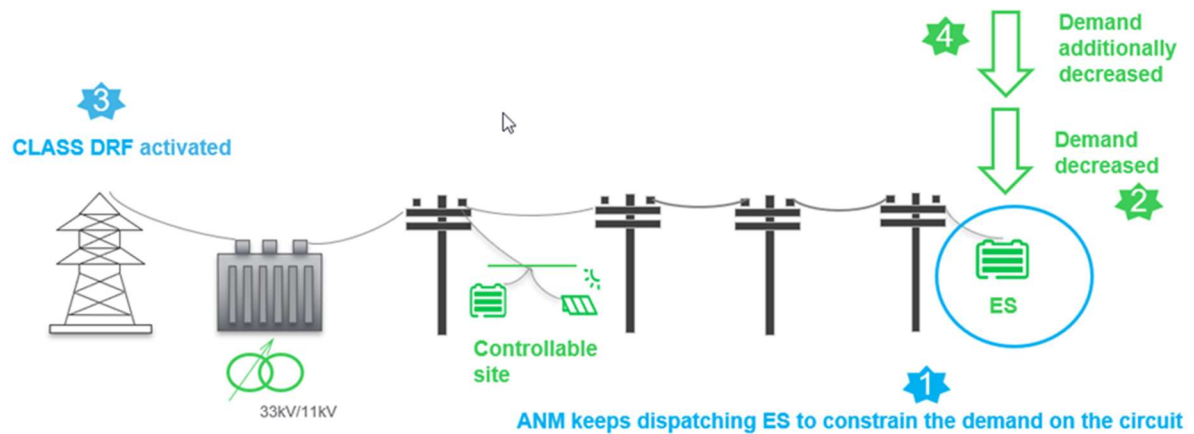 4
Demand
additionally
decreased
3
CLASS DRF activated
Demand
decreased
2
ES
Controllable
site
33kV/11kV
1
ANM keeps dispatching ES to constrain the demand on the circuit